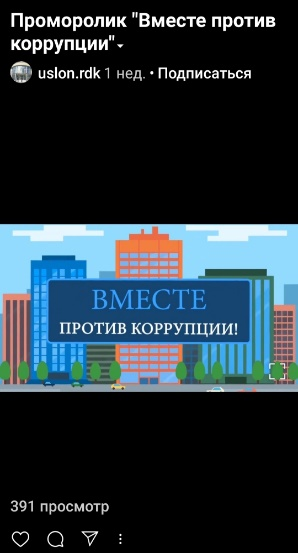 Проморолик "Вместе против
коррупции"
uslon.rdk 1 нед. • Подписаться
ВМЕСТЕ
ПРОТИВ КОРРУПЦИИ!
391 просмотр